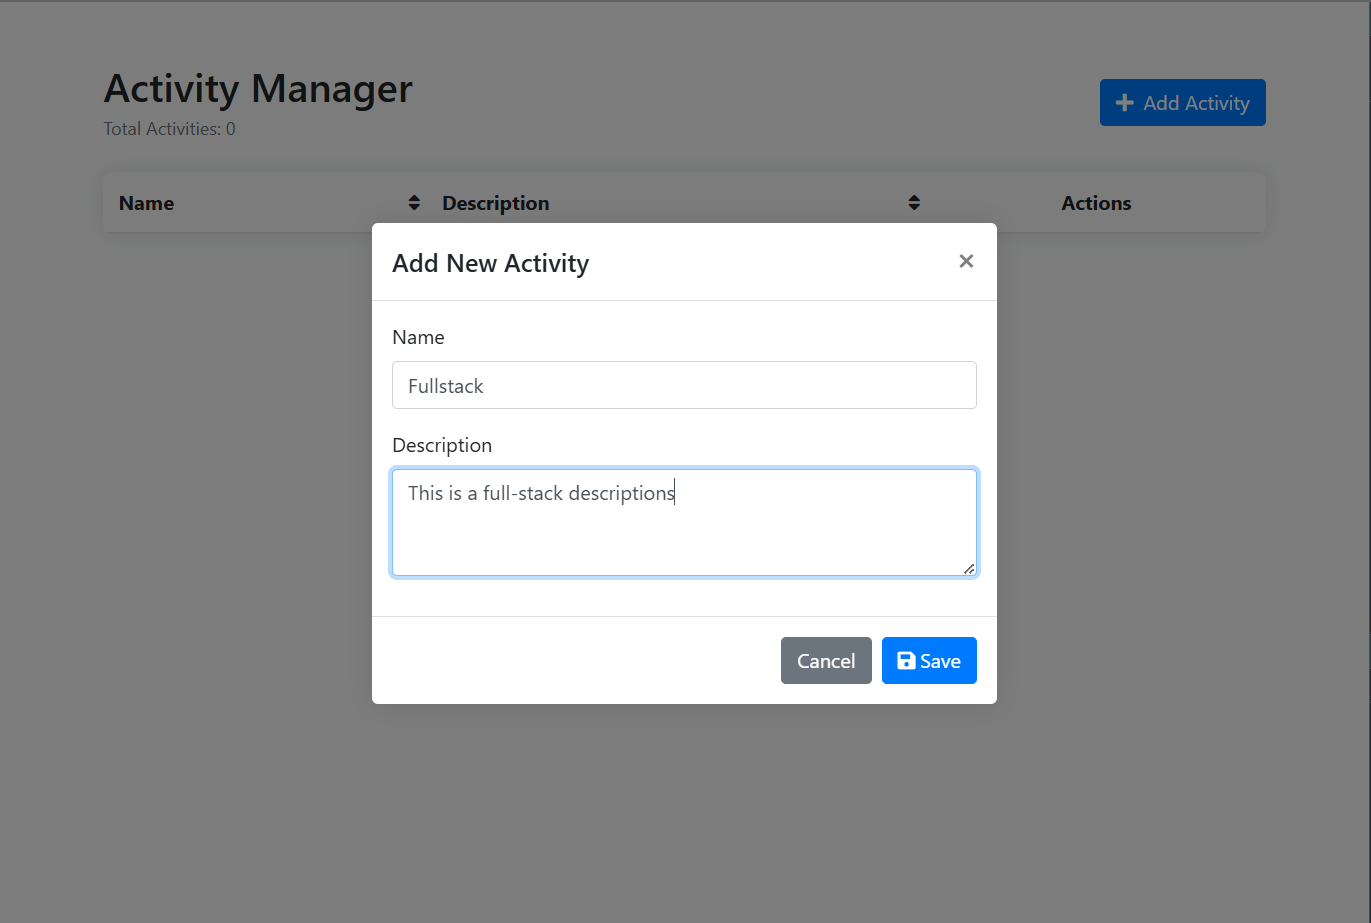 Activity Manager
Total Activities: 0
Add Activity
Name Description Actions
Add New Activity
Name
Fullstack
Description
This is a full-stack descriptions
Cancel Save